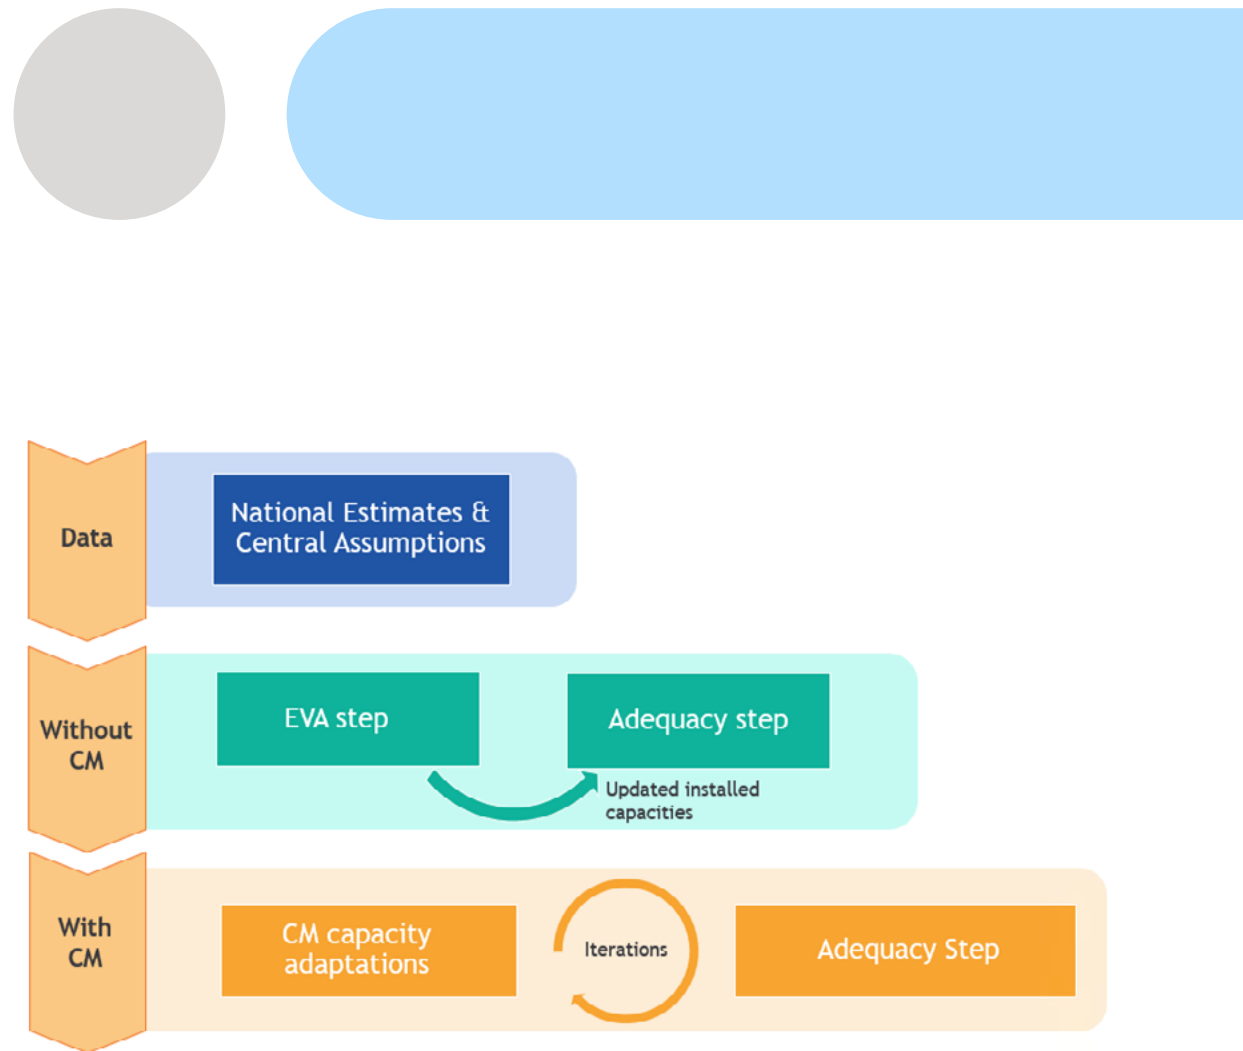 Data
National Estimates &
Central Assumptions
Without
CM
EVA step
Adequacy step
Updated installed
capacities
With
CM
CM capacity
adaptations
Iterations
Adequacy Step